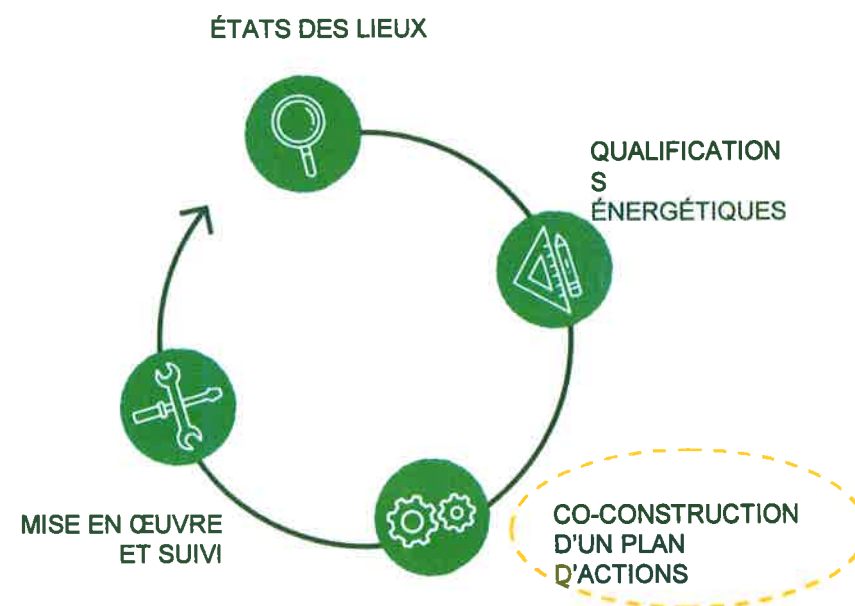 ÉTATS DES LIEUX
QUALIFICATION
S
ÉNERGÉTIQUES
CO-CONSTRUCTION
D'UN PLAN
D'ACTIONS
MISE EN ŒUVRE
ET SUIVI